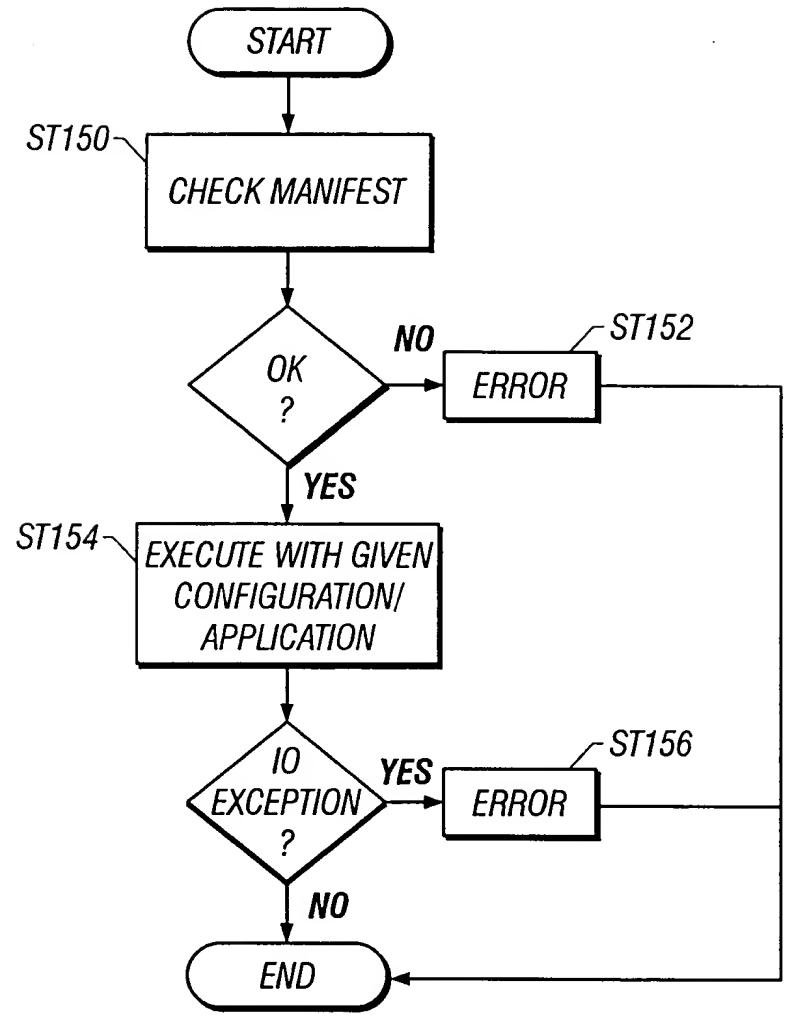 START
ST150
CHECK MANIFEST
OK
?
NO
ST152
ERROR
YES
ST154
EXECUTE WITH GIVEN
CONFIGURATION/
APPLICATION
IO
EXCEPTION
?
YES
ST156
ERROR
NO
END